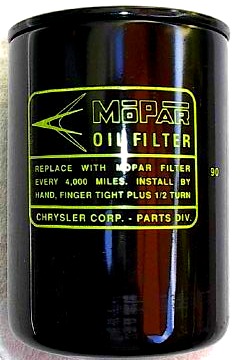 MOPAR
OIL FILTER
REPLACE WITH MOPAR FILTER
EVERY 4,000 MILES. INSTALL BY
HAND, FINGER TIGHT PLUS 1/2 TURN
CHRYSLER CORP. - PARTS DIV.
90